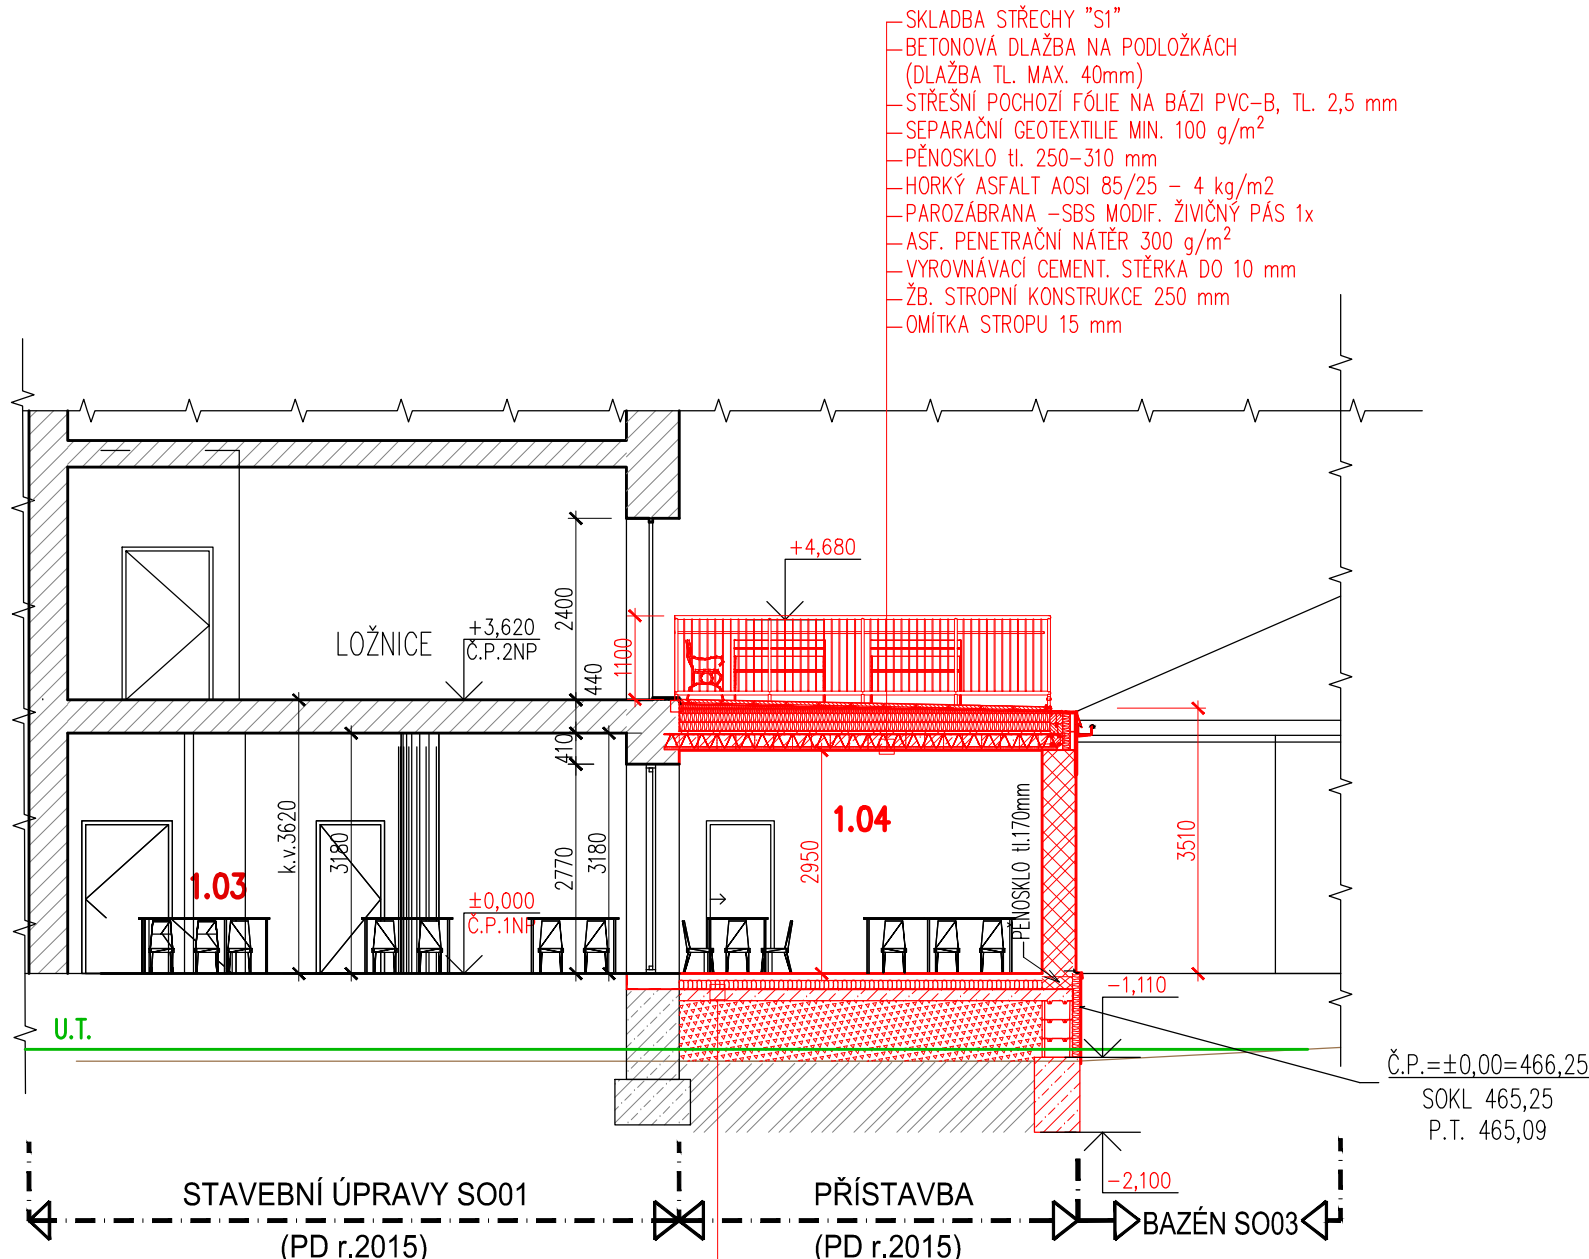 SKLADBA STŘECHY "S1"
BETONOVÁ DLAŽBA NA PODLOŽKÁCH
(DLAŽBA TL. MAX. 40mm)
STŘEŠNÍ POCHOZÍ FÓLIE NA BÁZI PVC-B, TL. 2,5 mm
SEPARAČNÍ GEOTEXTILIE MIN. 100 g/m²
PĚNOSKLO tl. 250-310 mm
HORKÝ ASFALT AOSI 85/25 - 4 kg/m2
PAROZÁBRANA -SBS MODIF. ŽIVIČNÝ PÁS 1x
ASF. PENETRAČNÍ NÁTĚR 300 g/m²
VYROVNÁVACÍ CEMENT. STĚRKA DO 10 mm
ŽB. STROPNÍ KONSTRUKCE 250 mm
OMÍTKA STROPU 15 mm
+4,680
2400
LOŽNICE
+3,620
Č.P.2NP
1100
440
410
k.v.3620
3180
2770
3180
2950
1.04
PĚNOSKLO tl.170mm
3510
1.03
±0,000
Č.P.1NP
-1,110
U.T.
Č.P.=±0,00=466,25
SOKL 465,25
P.T. 465,09
-2,100
STAVEBNÍ ÚPRAVY SO01
(PD r.2015)
PŘÍSTAVBA
(PD r.2015)
BAZÉN SO03